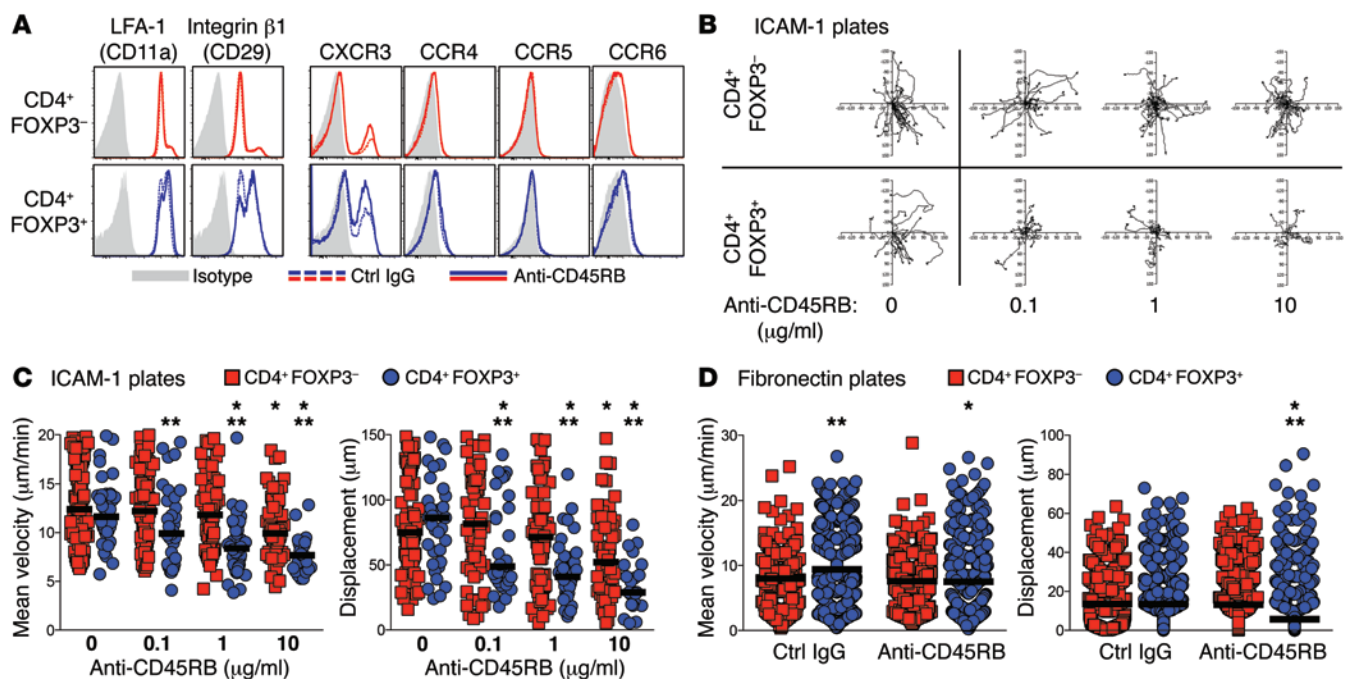 A
LFA-1
(CD11a)
Integrin β1
(CD29)
CXCR3
CCR4
CCR5
CCR6
CD4⁺
FOXP3⁻
CD4⁺
FOXP3⁺
Isotype
Ctrl IgG
Anti-CD45RB
B ICAM-1 plates
CD4⁺
FOXP3⁻
CD4⁺
FOXP3⁺
Anti-CD45RB: 0 0.1 1 10
(μg/ml)
C ICAM-1 plates CD4⁺ FOXP3⁻ CD4⁺ FOXP3⁺
Mean velocity (μm/min)
20
15
10
5
0
** * ** * * **
0 0.1 1 10
Anti-CD45RB (μg/ml)
Displacement (μm)
150
100
50
0
* ** * ** * * **
0 0.1 1 10
Anti-CD45RB (μg/ml)
D Fibronectin plates CD4⁺ FOXP3⁻ CD4⁺ FOXP3⁺
Mean velocity (μm/min)
30
20
10
0
** *
Ctrl IgG Anti-CD45RB
Displacement (μm)
100
80
60
40
20
0
* **
Ctrl IgG Anti-CD45RB